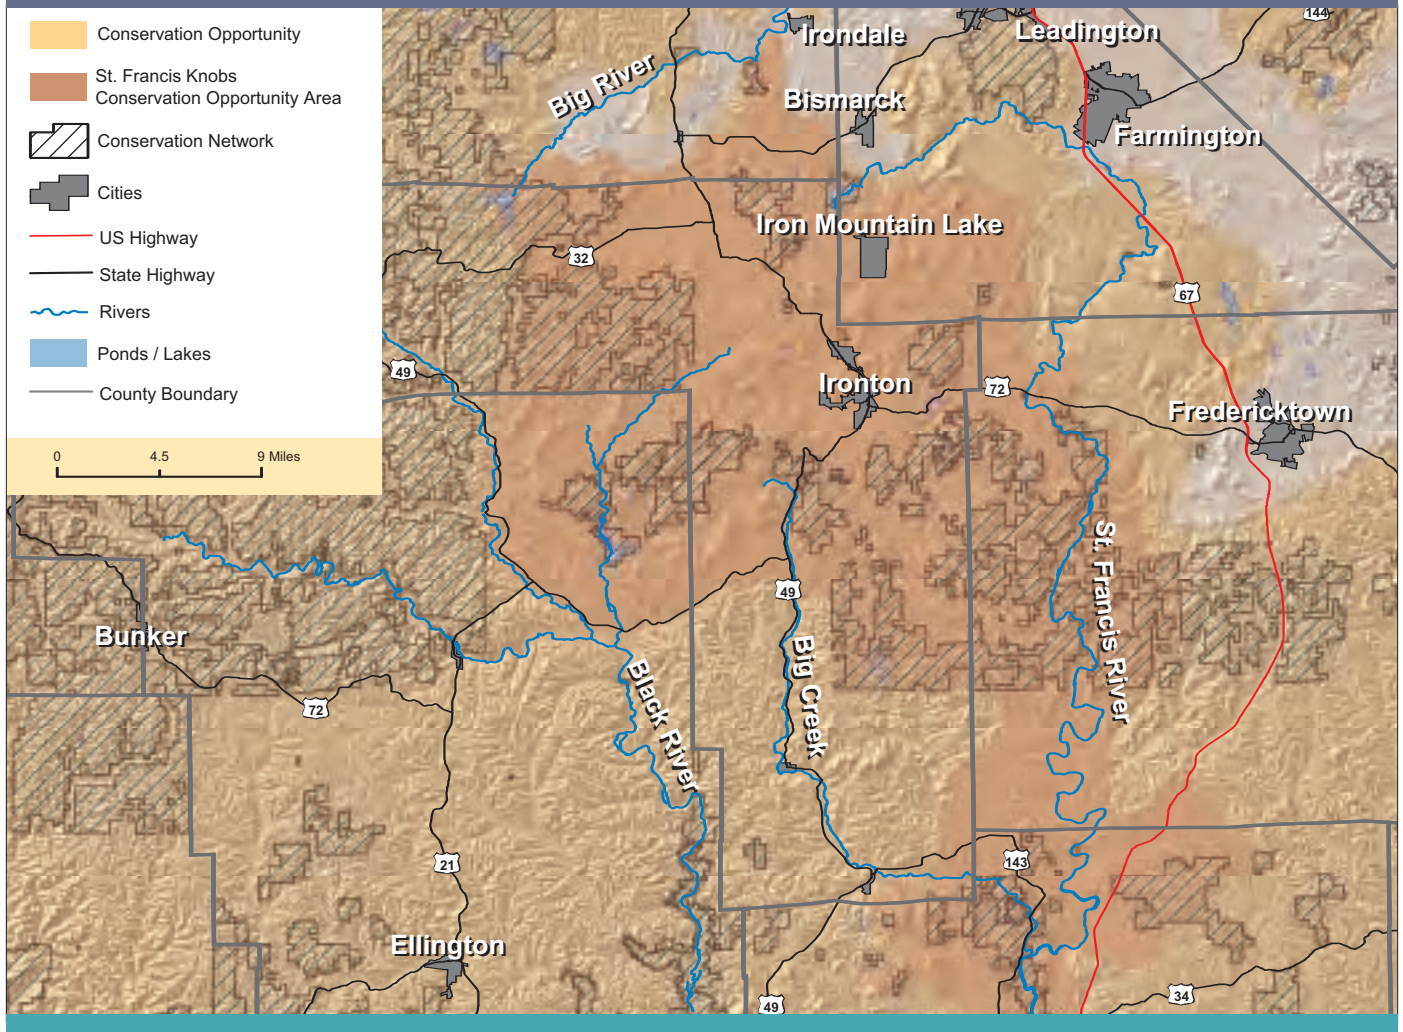 Conservation Opportunity
St. Francis Knobs
Conservation Opportunity Area
Conservation Network
Cities
US Highway
State Highway
Rivers
Ponds / Lakes
County Boundary
0 4.5 9 Miles
Irondale
Leadington
144
Big River
Bismarck
Farmington
Iron Mountain Lake
32
67
49
Ironton
72
Fredericktown
St. Francis River
49
Bunker
Big Creek
Black River
72
21
143
Ellington
49
34